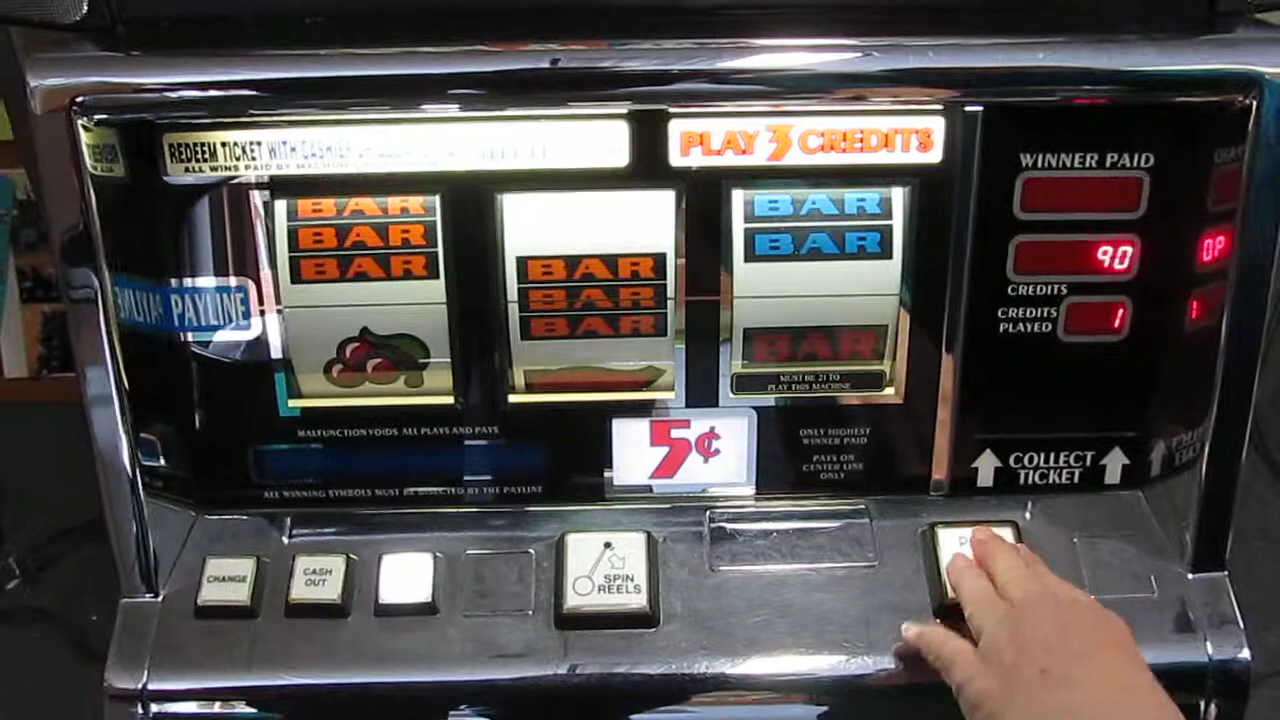 REDEEM TICKET WITH CASHIER
ALL WINS PAID BY MACHINE
PLAY 3 CREDITS
WINNER PAID
90
CREDITS
CREDITS
PLAYED
1
OP
1
BAR
BAR
BAR
BAR
BAR
BAR
BAR
BAR
BAR
PAYLINE
MUST BE 21 TO
PLAY THIS MACHINE
MALFUNCTION VOIDS ALL PLAYS AND PAYS
5¢
ONLY HIGHEST
WINNER PAID
PAYS ON
CENTER LINE
ONLY
ALL WINNING SYMBOLS MUST BE DIRECTED BY THE PAYLINE
COLLECT
TICKET
CHANGE
CASH
OUT
SPIN
REELS